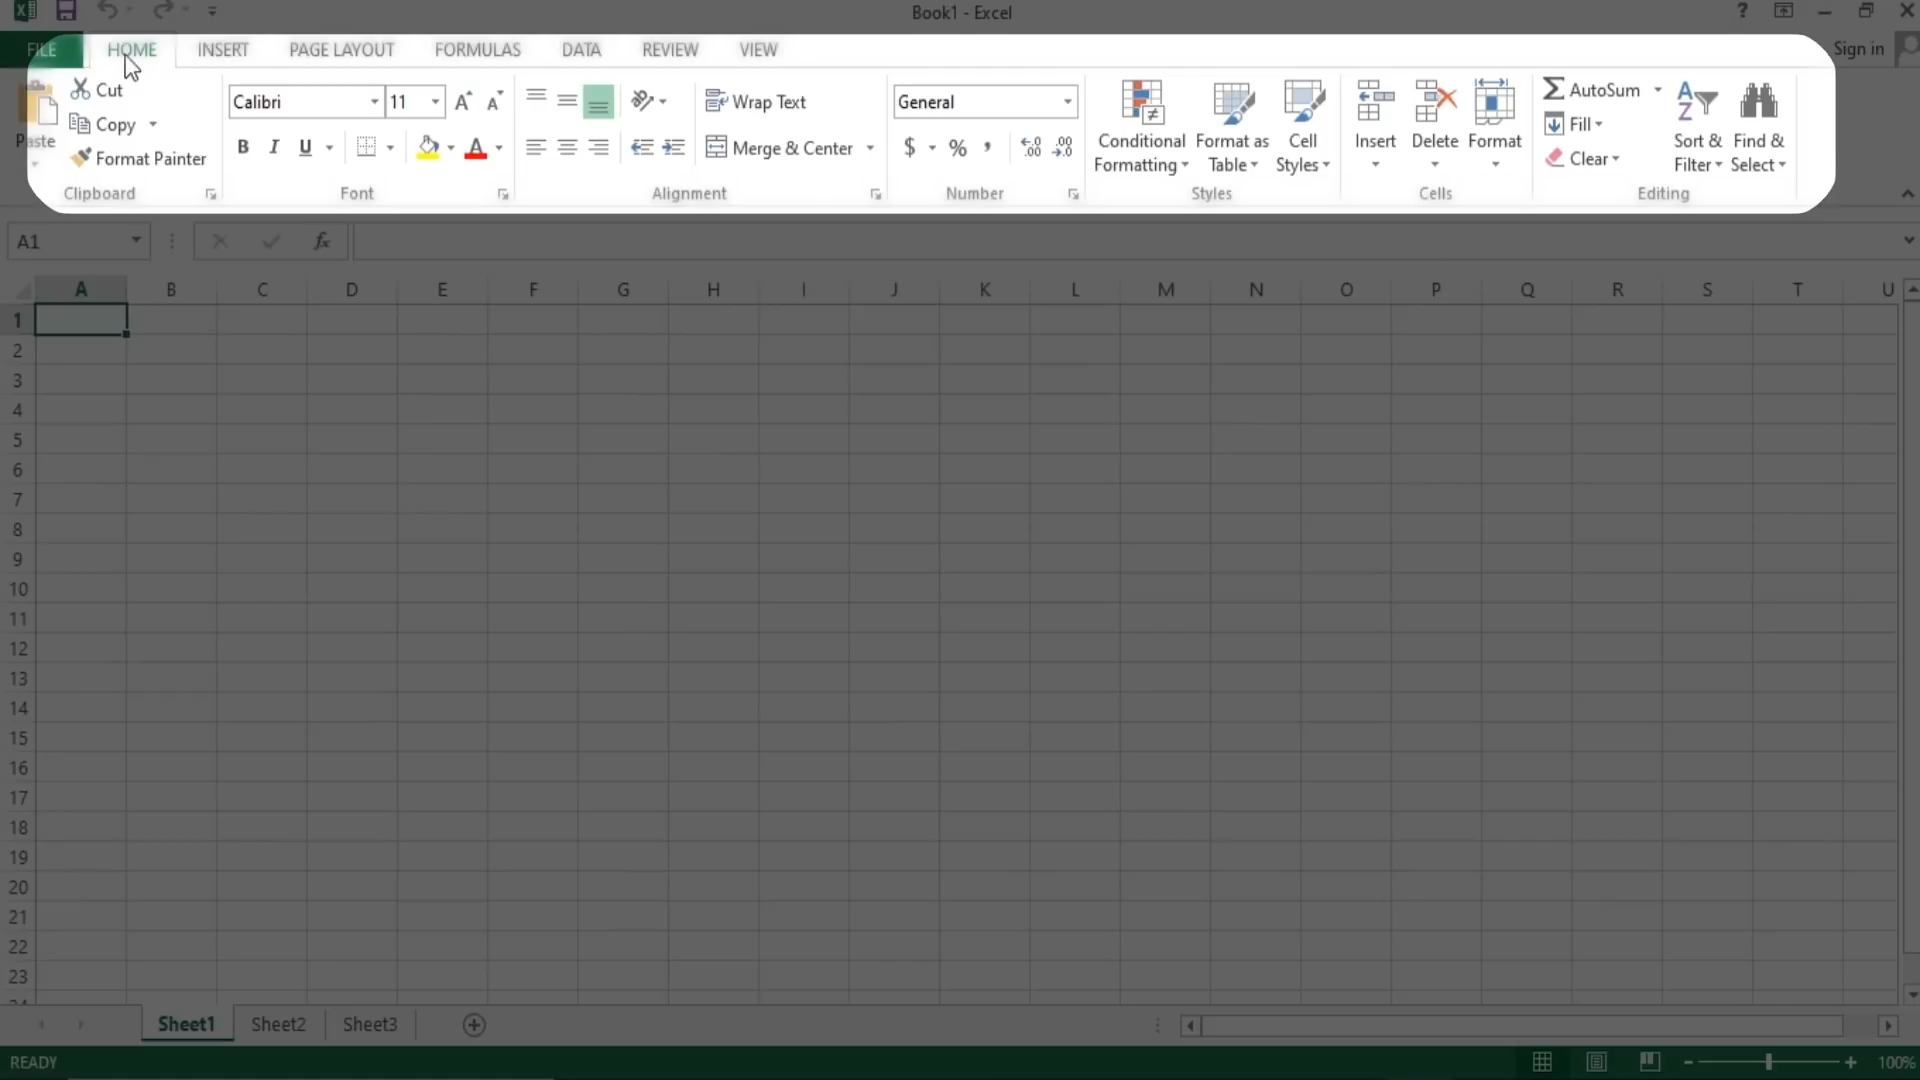 Book1 - Excel
?
FILE HOME INSERT PAGE LAYOUT FORMULAS DATA REVIEW VIEW Sign in
Paste
Cut
Copy
Format Painter
Clipboard
Calibri 11 A A
B I U A
Font
Wrap Text
Merge & Center
Alignment
General
$ % , .00 .0
Number
Conditional Formatting
Format as Table
Cell Styles
Styles
Insert
Delete
Format
Cells
∑ AutoSum
Fill
Clear
Sort & Filter
Find & Select
Editing
A1 fx
A B C D E F G H I J K L M N O P Q R S T U
1
2
3
4
5
6
7
8
9
10
11
12
13
14
15
16
17
18
19
20
21
22
23
Sheet1 Sheet2 Sheet3
READY 100%